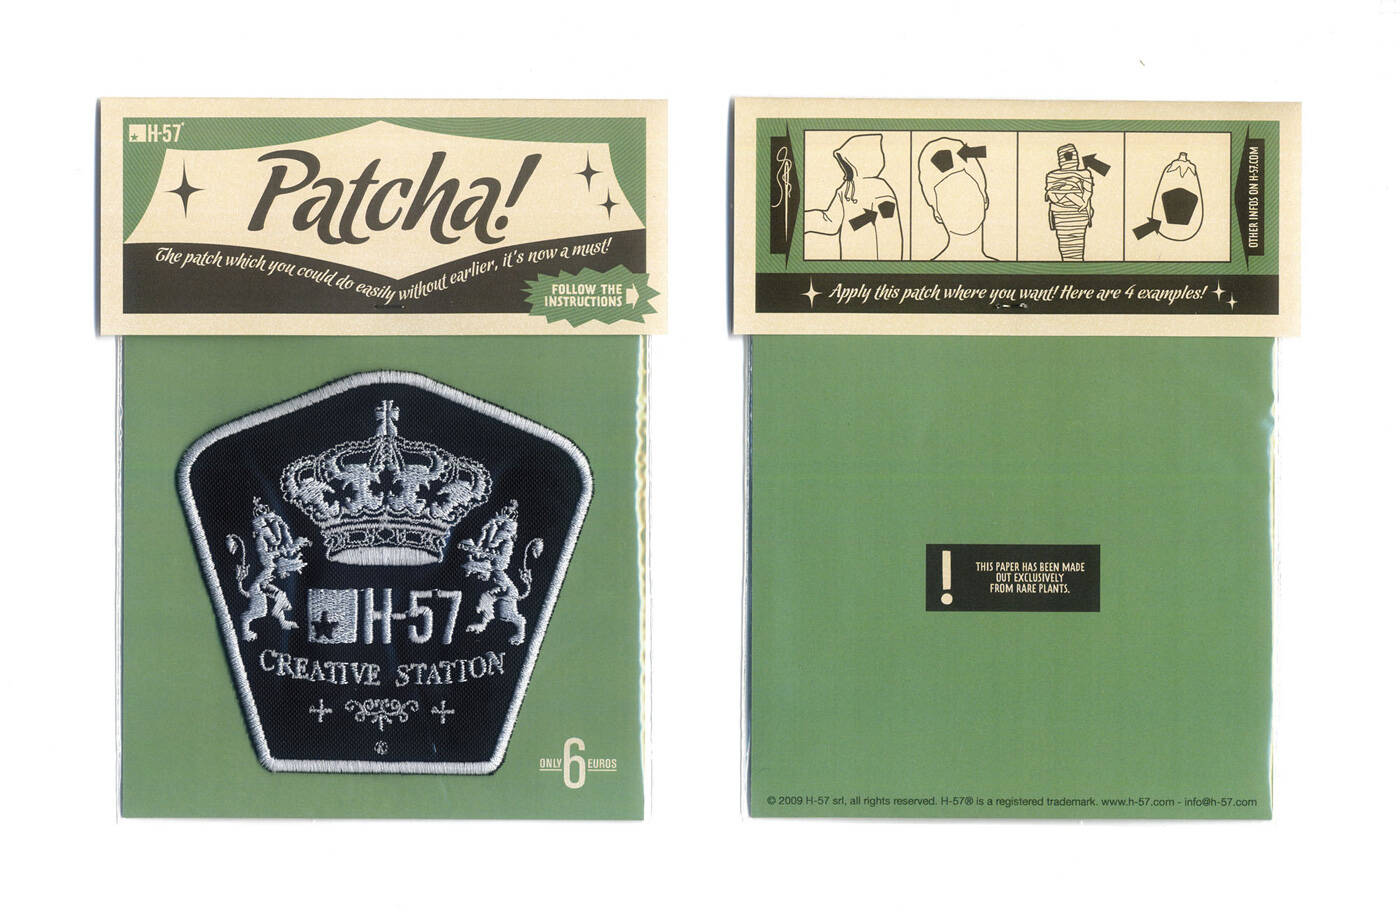 H-57®
Patcha!
The patch which you could do easily without earlier, it's now a must!
FOLLOW THE
INSTRUCTIONS
H-57
CREATIVE STATION
®
ONLY 6 EUROS
OTHER INFOS ON H-57.COM
Apply this patch where you want! Here are 4 examples!
!
THIS PAPER HAS BEEN MADE
OUT EXCLUSIVELY
FROM RARE PLANTS.
© 2009 H-57 srl, all rights reserved. H-57® is a registered trademark. www.h-57.com - info@h-57.com